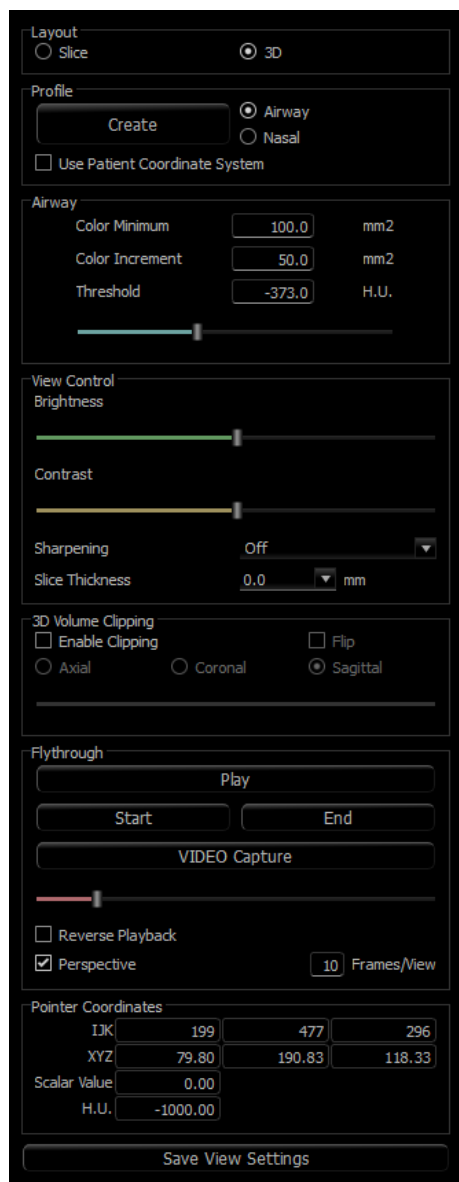 Layout
Slice 3D
Profile
Create
Airway
Nasal
Use Patient Coordinate System
Airway
Color Minimum 100.0 mm2
Color Increment 50.0 mm2
Threshold -373.0 H.U.
View Control
Brightness
Contrast
Sharpening Off
Slice Thickness 0.0 mm
3D Volume Clipping
Enable Clipping Flip
Axial Coronal Sagittal
Flythrough
Play
Start End
VIDEO Capture
Reverse Playback
Perspective 10 Frames/View
Pointer Coordinates
IJK 199 477 296
XYZ 79.80 190.83 118.33
Scalar Value 0.00
H.U. -1000.00
Save View Settings